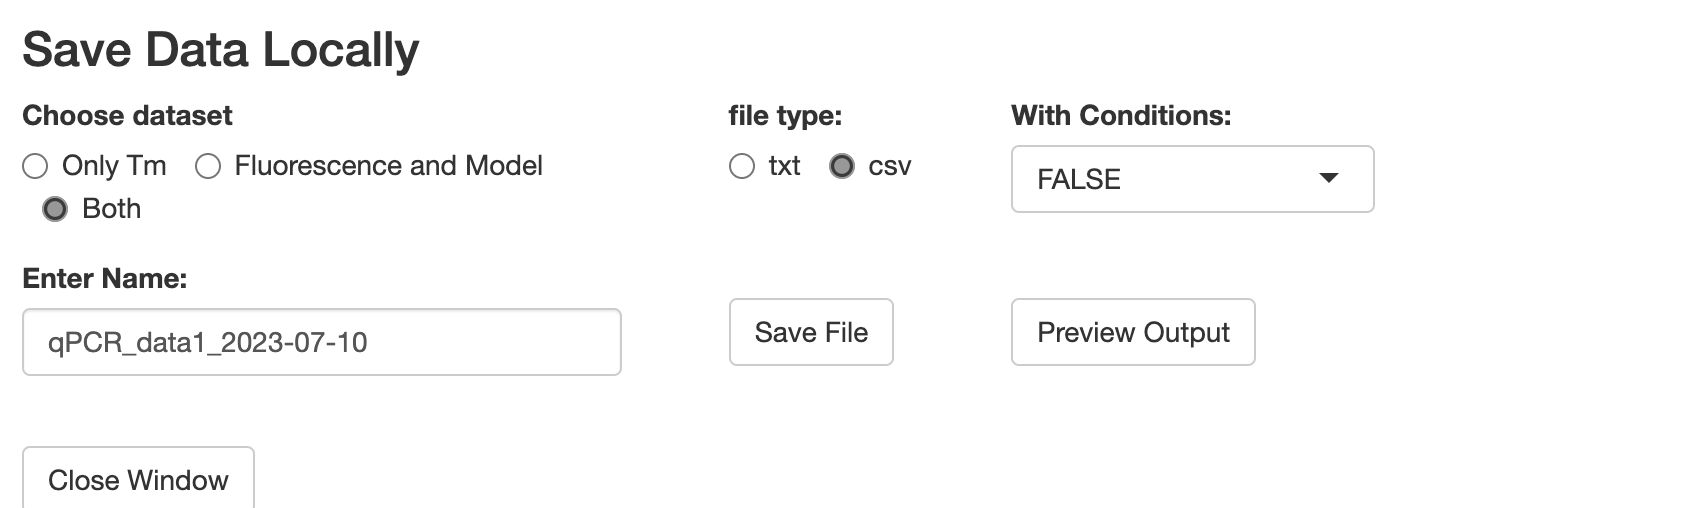 Save Data Locally
Choose dataset
file type:
With Conditions:
Only Tm
Fluorescence and Model
Both
txt
csv
FALSE
Enter Name:
qPCR_data1_2023-07-10
Save File
Preview Output
Close Window